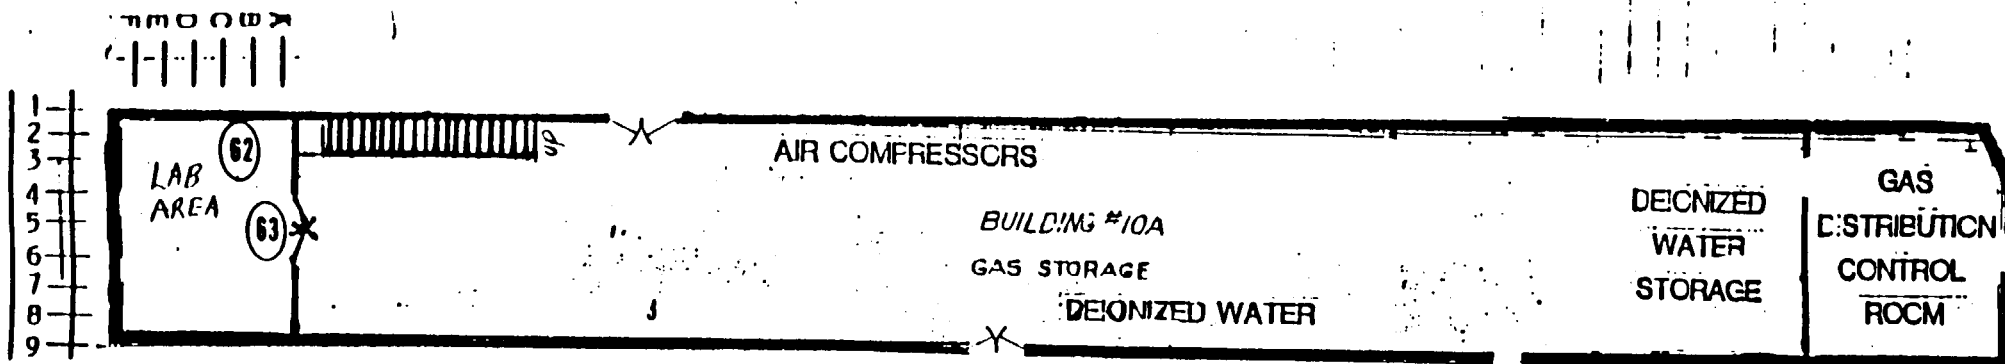 F E D C B A
1
2
3
4
5
6
7
8
9
LAB
AREA
62
63
UP
AIR COMPRESSORS
BUILDING #10A
GAS STORAGE
DEIONIZED WATER
DEIONIZED
WATER
STORAGE
GAS
DISTRIBUTION
CONTROL
ROOM